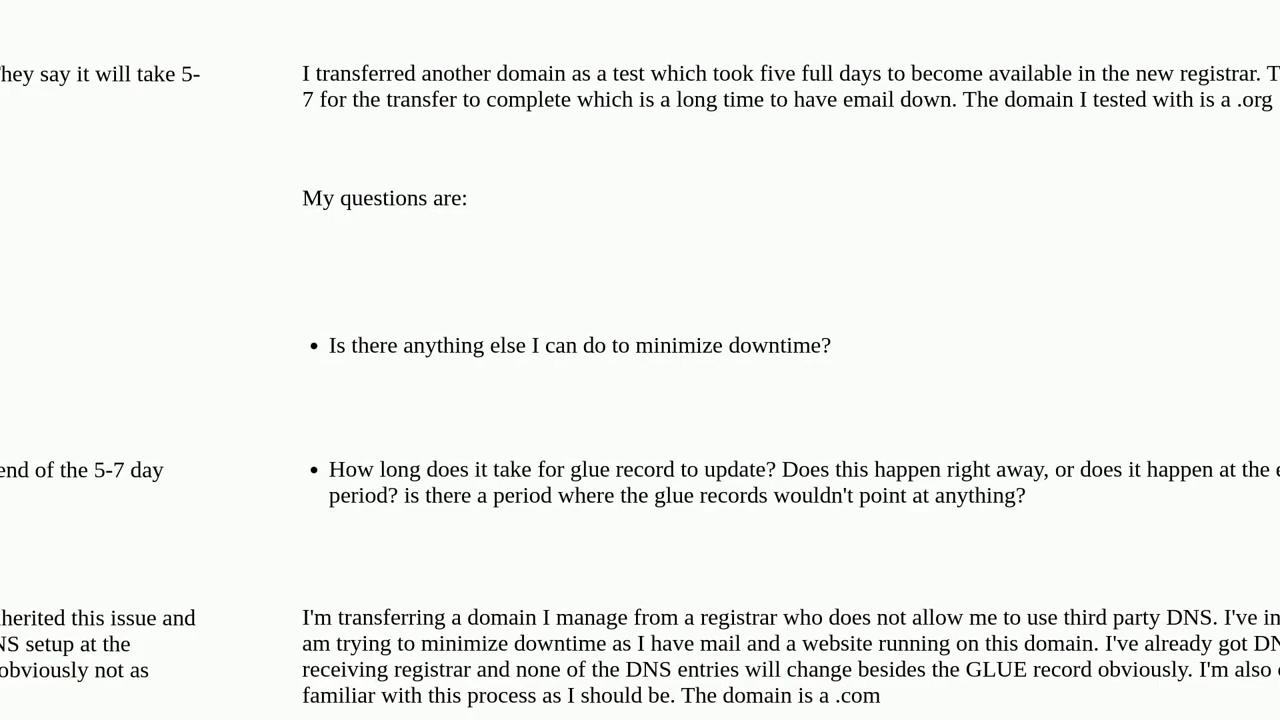 hey say it will take 5-
end of the 5-7 day
herited this issue and
NS setup at the
obviously not as
I transferred another domain as a test which took five full days to become available in the new registrar. T
7 for the transfer to complete which is a long time to have email down. The domain I tested with is a .org
My questions are:
• Is there anything else I can do to minimize downtime?
• How long does it take for glue record to update? Does this happen right away, or does it happen at the e
period? is there a period where the glue records wouldn't point at anything?
I'm transferring a domain I manage from a registrar who does not allow me to use third party DNS. I've in
am trying to minimize downtime as I have mail and a website running on this domain. I've already got DN
receiving registrar and none of the DNS entries will change besides the GLUE record obviously. I'm also
familiar with this process as I should be. The domain is a .com